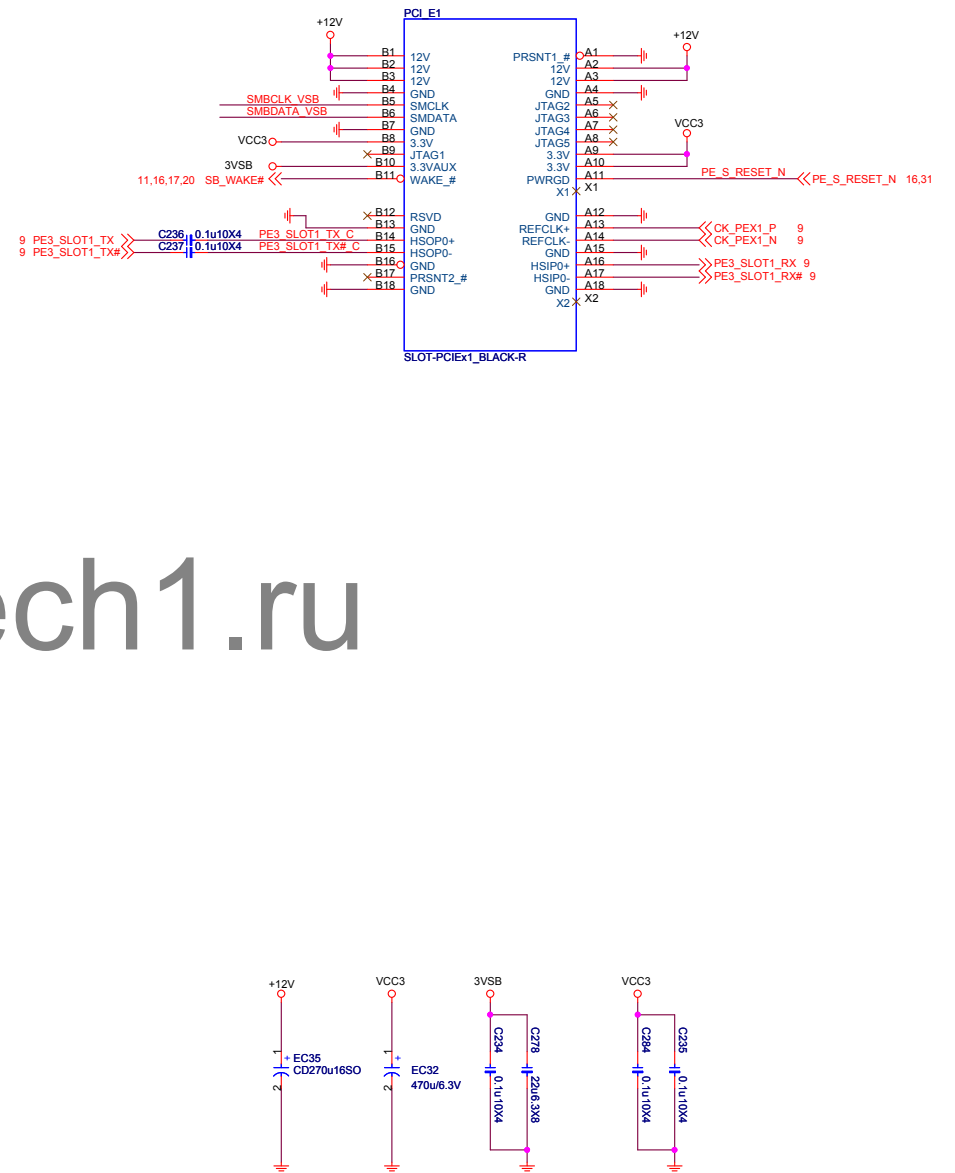 PCI_E1
+12V
+12V
B1 12V PRSNT1_# A1
B2 12V 12V A2
B3 12V 12V A3
B4 GND GND A4
SMBCLK_VSB B5 SMCLK JTAG2 A5
SMBDATA_VSB B6 SMDATA JTAG3 A6
B7 GND JTAG4 A7
VCC3
VCC3 B8 3.3V JTAG5 A8
B9 JTAG1 3.3V A9
3VSB B10 3.3VAUX 3.3V A10
11,16,17,20 SB_WAKE# B11 WAKE_# PWRGD A11 PE_S_RESET_N PE_S_RESET_N 16,31
X1 X1
B12 RSVD GND A12
B13 GND REFCLK+ A13 CK_PEX1_P 9
9 PE3_SLOT1_TX C236 0.1u10X4 PE3_SLOT1_TX_C B14 HSOP0+ REFCLK- A14 CK_PEX1_N 9
9 PE3_SLOT1_TX# C237 0.1u10X4 PE3_SLOT1_TX#_C B15 HSOP0- GND A15
B16 GND HSIP0+ A16 PE3_SLOT1_RX 9
B17 PRSNT2_# HSIP0- A17 PE3_SLOT1_RX# 9
B18 GND GND A18
X2 X2
SLOT-PCIEx1_BLACK-R
ech1.ru
+12V VCC3 3VSB VCC3
1 + EC35 CD270u16SO 2
1 + EC32 470u/6.3V 2
C234 0.1u10X4
C278 22u6.3X8
C284 0.1u10X4
C235 0.1u10X4